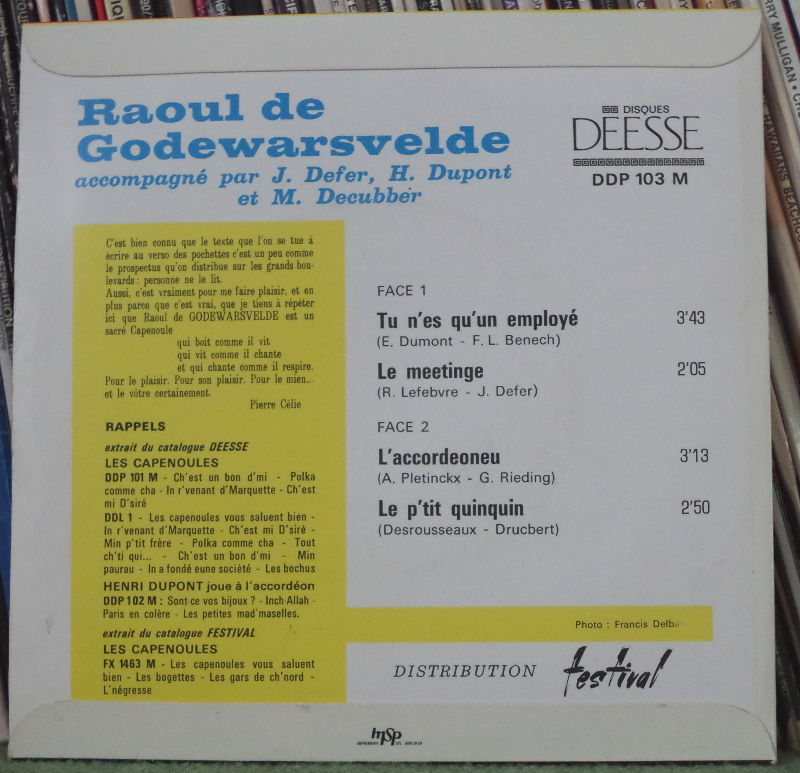 Raoul de
Godewarsvelde
accompagné par J. Defer, H. Dupont
et M. Decubber
DISQUES
DEESSE
DDP 103 M
C'est bien connu que le texte que l'on se tue à
écrire au verso des pochettes c'est un peu comme
le prospectus qu'on distribue sur les grands bou-
levards : personne ne le lit.
Aussi, c'est vraiment pour me faire plaisir, et en
plus parce que c'est vrai, que je tiens à répéter
ici que Raoul de GODEWARSVELDE est un
sacré Capenoule
qui boit comme il vit
qui vit comme il chante
et qui chante comme il respire.
Pour le plaisir. Pour son plaisir. Pour le mien...
et le vôtre certainement.
Pierre Célie
RAPPELS
extrait du catalogue DEESSE
LES CAPENOULES
DDP 101 M - Ch'est un bon d'mi - Polka
comme cha - In r'venant d'Marquette - Ch'est
mi D'siré
DDL 1 - Les capenoules vous saluent bien -
In r'venant d'Marquette - Ch'est mi D'siré -
Min p'tit frère - Polka comme cha - Tout
ch'ti qui... - Ch'est un bon d'mi - Min
paurau - In a fondé eune société - Les bochus
HENRI DUPONT joue à l'accordéon
DDP 102 M : Sont-ce vos bijoux ? - Inch-Allah -
Paris en colère - Les petites mad'maselles.
extrait du catalogue FESTIVAL
LES CAPENOULES
FX 1463 M - Les capenoules vous saluent
bien - Les bogettes - Les gars de ch'nord -
L'négresse
FACE 1
Tu n'es qu'un employé 3'43
(E. Dumont - F. L. Benech)
Le meetinge 2'05
(R. Lefebvre - J. Defer)
FACE 2
L'accordeoneu 3'13
(A. Pletinckx - G. Rieding)
Le p'tit quinquin 2'50
(Desrousseaux - Drucbert)
Photo : Francis Delba
DISTRIBUTION festival
msp
RRY MULLIGAN
HAWAIIANS BEACH